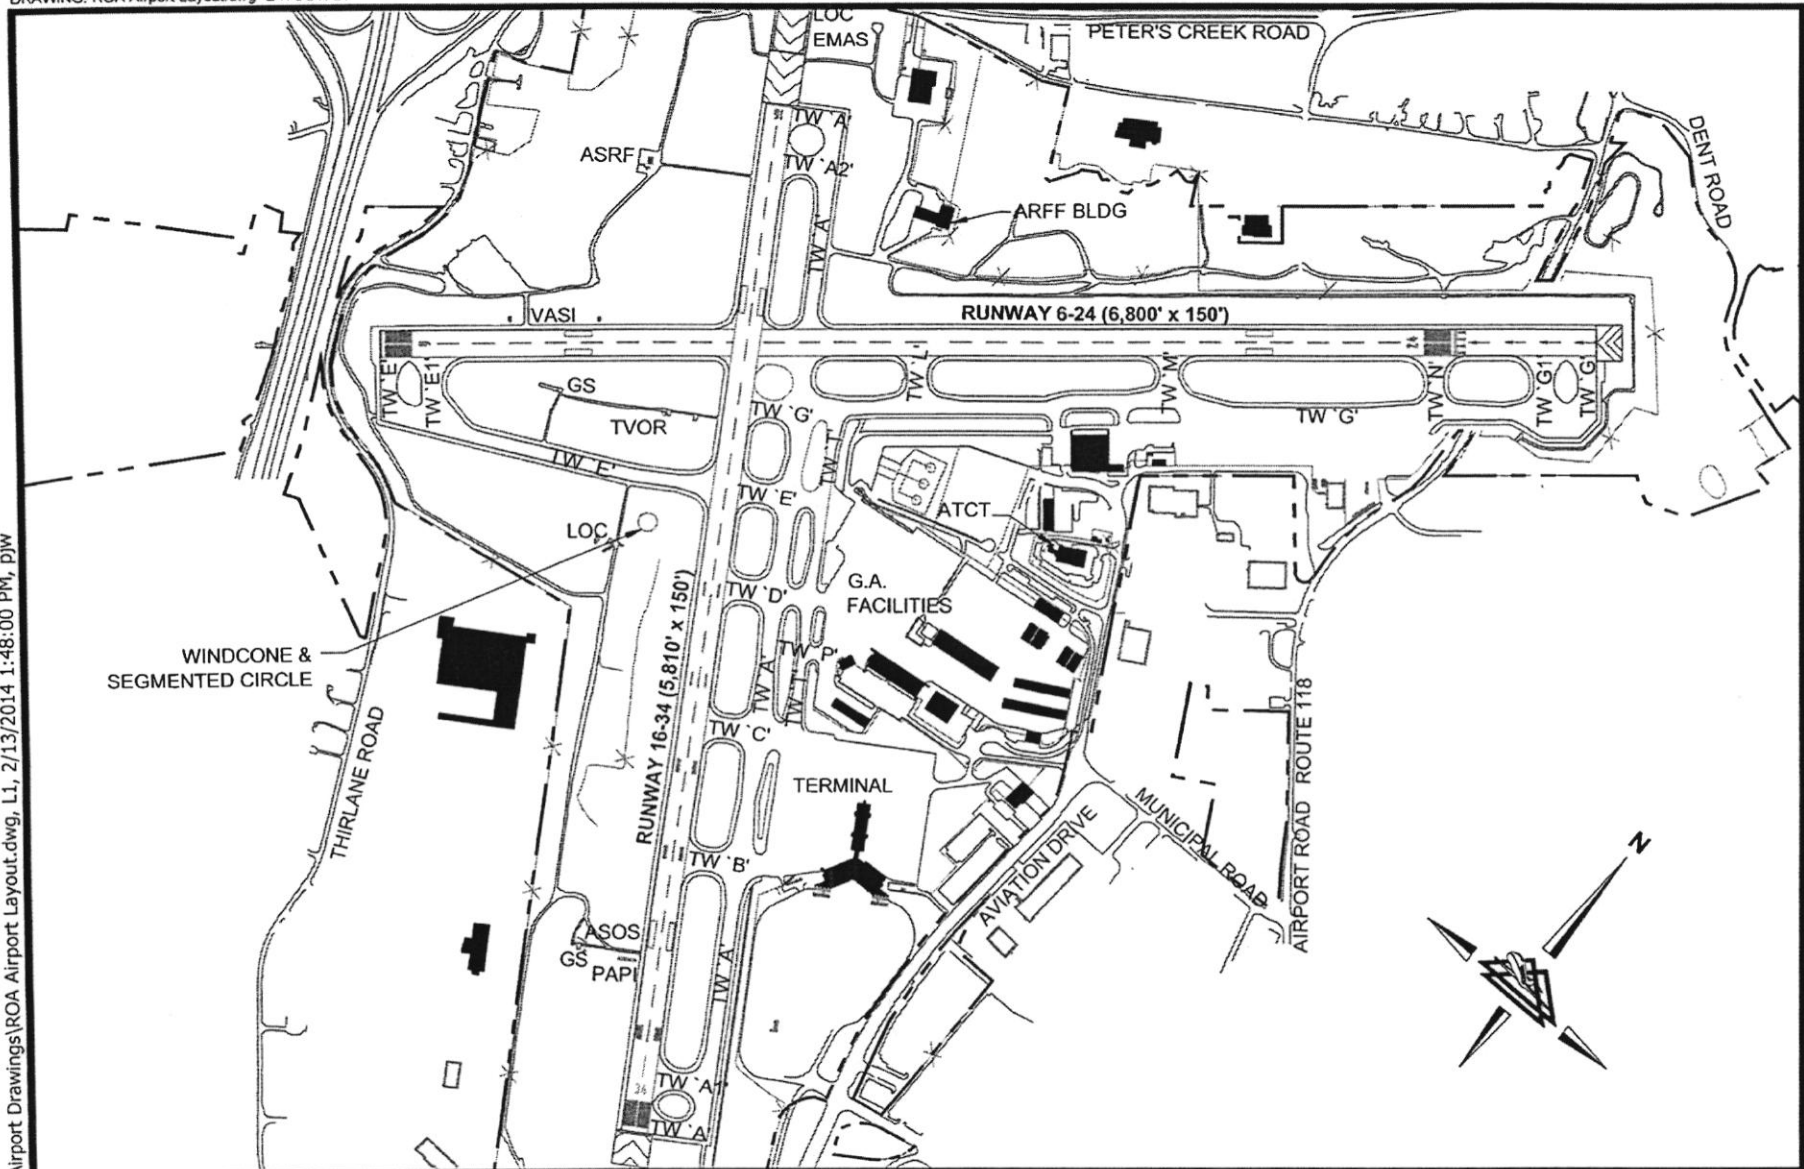 LOC
EMAS
PETER'S CREEK ROAD
DENT ROAD
TW `A'
ASRF
TW `A2'
TW `A'
ARFF BLDG
VASI
RUNWAY 6-24 (6,800' x 150')
24
TW `E'
TW `E1'
GS
TVOR
TW `G'
TW `L'
TW `M'
TW `G'
TW `N'
TW `G1'
TW `G'
TW `E'
TW `T'
TW `E'
LOC
ATCT
TW `D'
G.A.
FACILITIES
WINDCONE &
SEGMENTED CIRCLE
TW `P'
TW `A'
TW `T'
RUNWAY 16-34 (5,810' x 150')
TW `C'
THIRLANE ROAD
TERMINAL
TW `B'
MUNICIPAL ROAD
AVIATION DRIVE
AIRPORT ROAD ROUTE 118
N
ASOS
GS
PAPI
TW `A'
34
TW `A1'
TW `A'
Airport Drawings\ROA Airport Layout.dwg, L1, 2/13/2014 1:48:00 PM, pjw